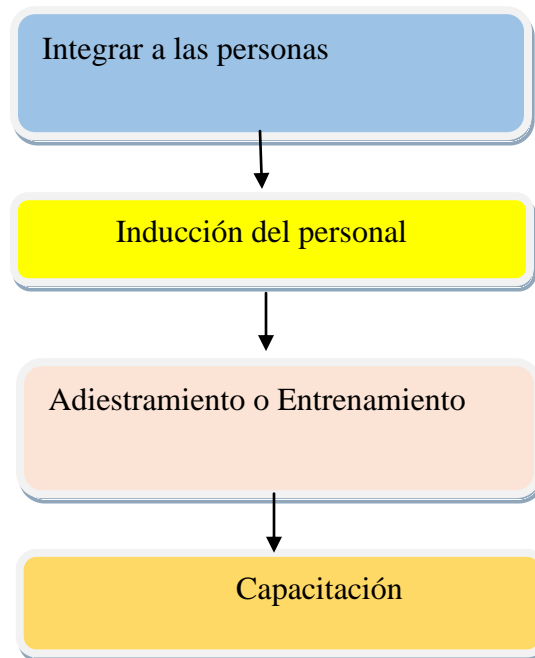 Integrar a las personas
Inducción del personal
Adiestramiento o Entrenamiento
Capacitación